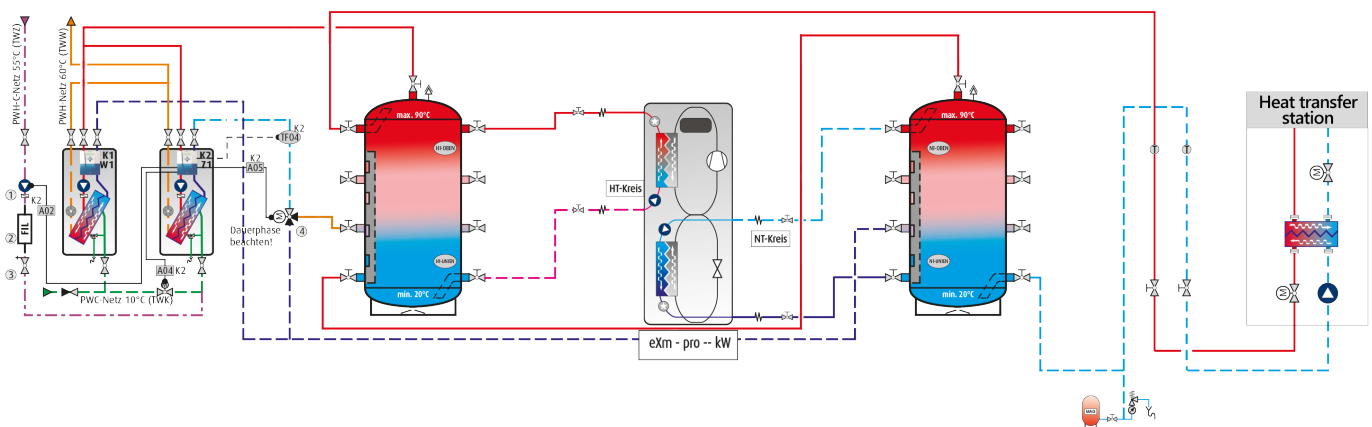 PWH-C-Netz 55°C (TWZ)
PWH Netz 60°C (TWW)
K1
W1
K2
Z1
K2
TF04
K2
A05
1
K2
A02
2
FIL
3
A04 K2
PWC-Netz 10°C (TWK)
M
4
Dauerphase
beachten!
max. 90°C
HT-OBEN
HT-UNTEN
min. 20°C
HT-Kreis
NT-Kreis
eXm - pro -- kW
max. 90°C
NT-OBEN
NT-UNTEN
min. 20°C
T
T
MAG
Heat transfer
station
M
M